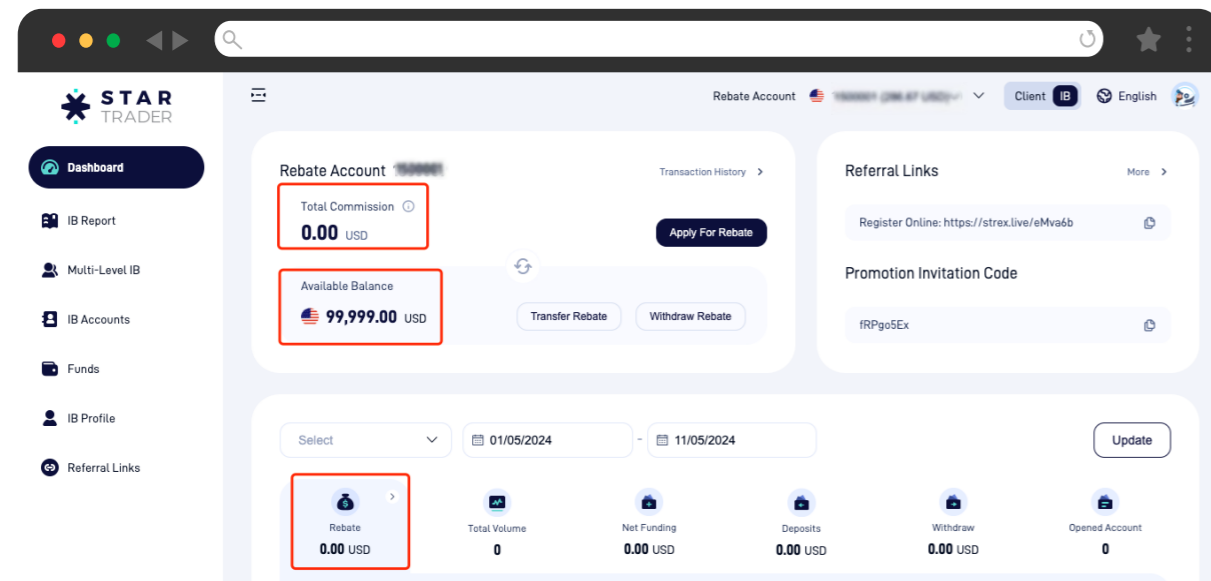 STAR
TRADER
Rebate Account
Client IB
English
Dashboard
IB Report
Multi-Level IB
IB Accounts
Funds
IB Profile
Referral Links
Rebate Account
Transaction History
Total Commission
0.00 USD
Apply For Rebate
Available Balance
99,999.00 USD
Transfer Rebate
Withdraw Rebate
Referral Links
More
Register Online: https://strex.live/eMva6b
Promotion Invitation Code
fRPgo5Ex
Select
01/05/2024 - 11/05/2024
Update
Rebate
0.00 USD
Total Volume
0
Net Funding
0.00 USD
Deposits
0.00 USD
Withdraw
0.00 USD
Opened Account
0